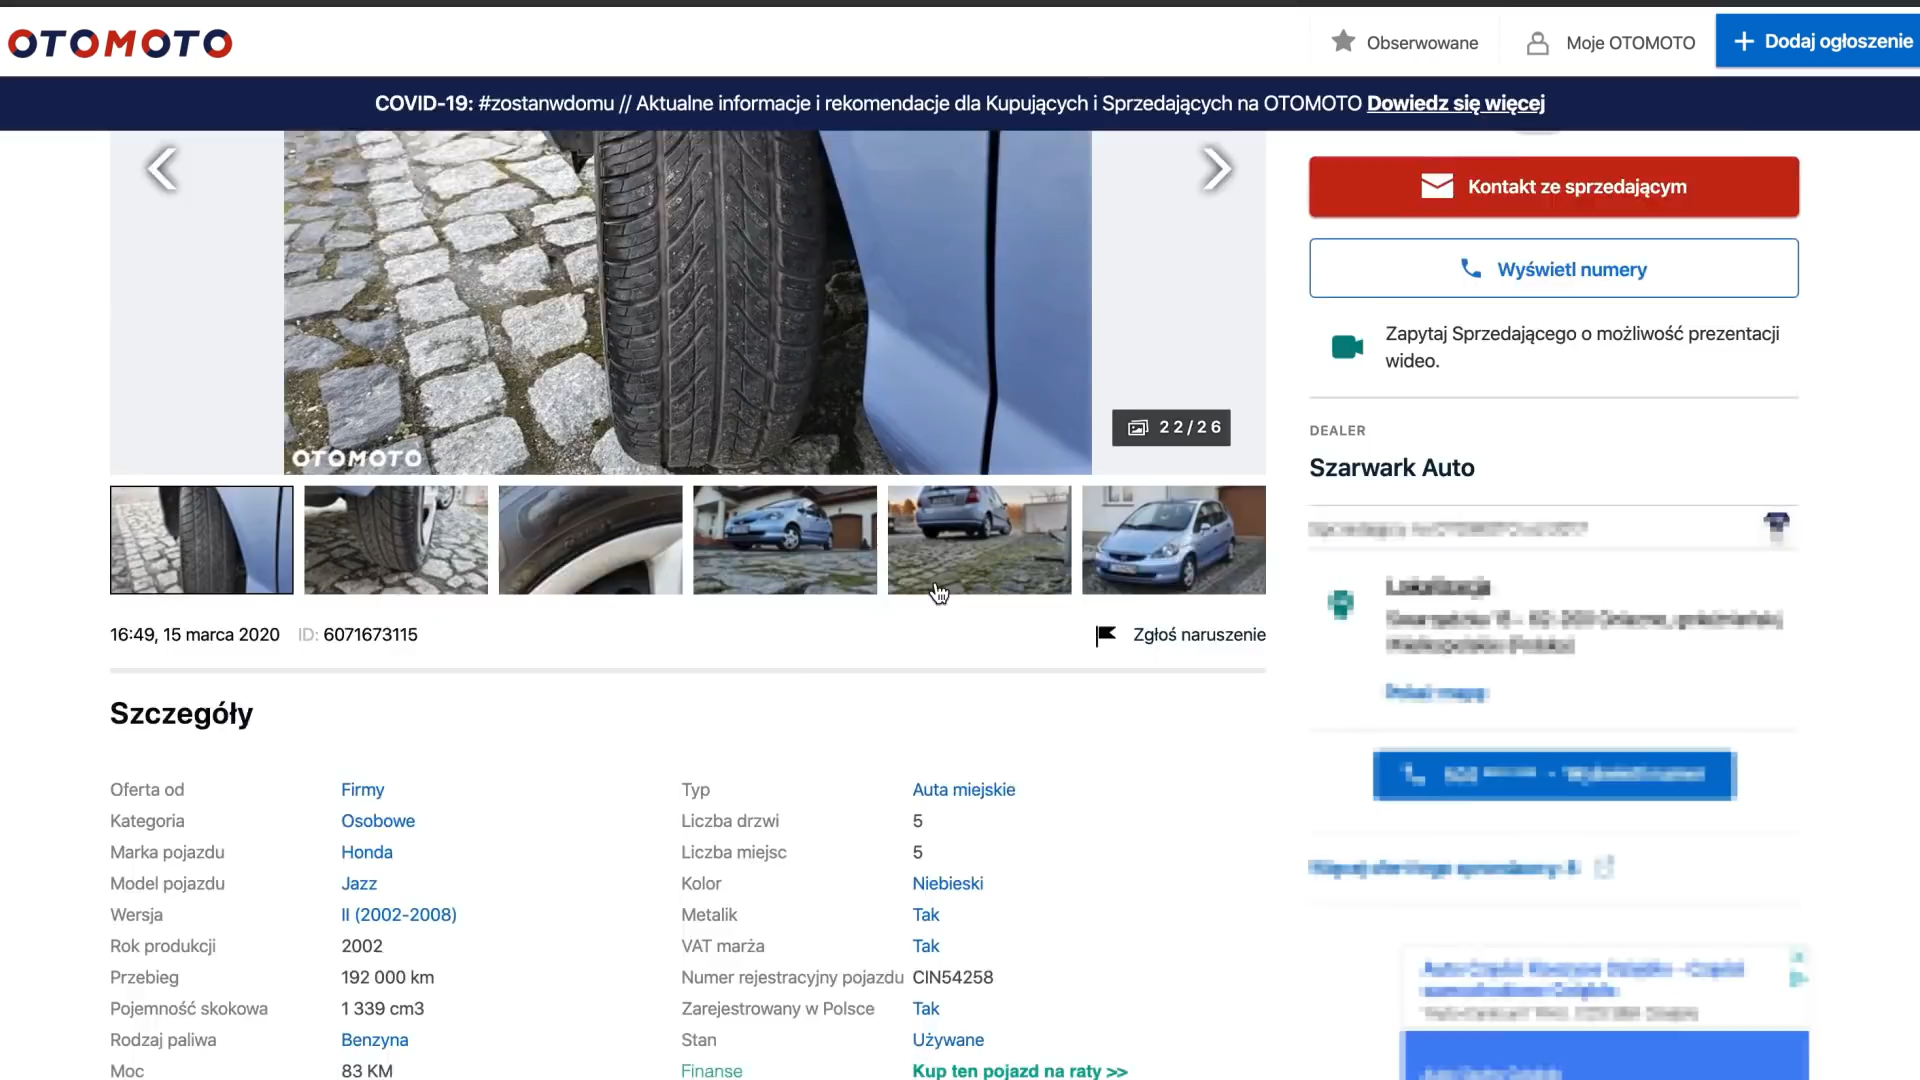 OTOMOTO
Obserwowane
Moje OTOMOTO
+ Dodaj ogłoszenie
COVID-19: #zostanwdomu // Aktualne informacje i rekomendacje dla Kupujących i Sprzedających na OTOMOTO Dowiedz się więcej
Kontakt ze sprzedającym
Wyświetl numery
Zapytaj Sprzedającego o możliwość prezentacji
wideo.
22/26
OTOMOTO
DEALER
Szarwark Auto
16:49, 15 marca 2020 ID: 6071673115
Zgłoś naruszenie
Szczegóły
Oferta od Firmy
Kategoria Osobowe
Marka pojazdu Honda
Model pojazdu Jazz
Wersja II (2002-2008)
Rok produkcji 2002
Przebieg 192 000 km
Pojemność skokowa 1 339 cm3
Rodzaj paliwa Benzyna
Moc 83 KM
Typ Auta miejskie
Liczba drzwi 5
Liczba miejsc 5
Kolor Niebieski
Metalik Tak
VAT marża Tak
Numer rejestracyjny pojazdu CIN54258
Zarejestrowany w Polsce Tak
Stan Używane
Finanse Kup ten pojazd na raty >>